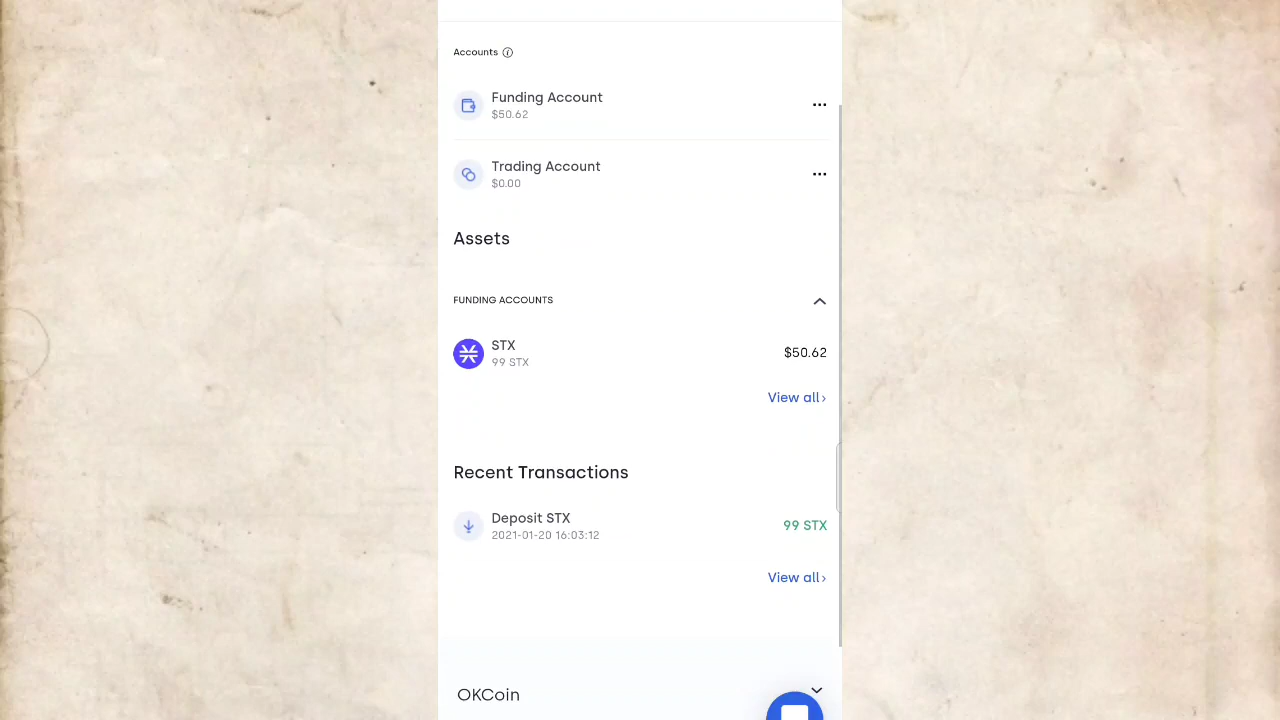 Accounts
Funding Account
$50.62
Trading Account
$0.00
Assets
FUNDING ACCOUNTS
STX
99 STX
$50.62
View all
Recent Transactions
Deposit STX
2021-01-20 16:03:12
99 STX
View all
OKCoin